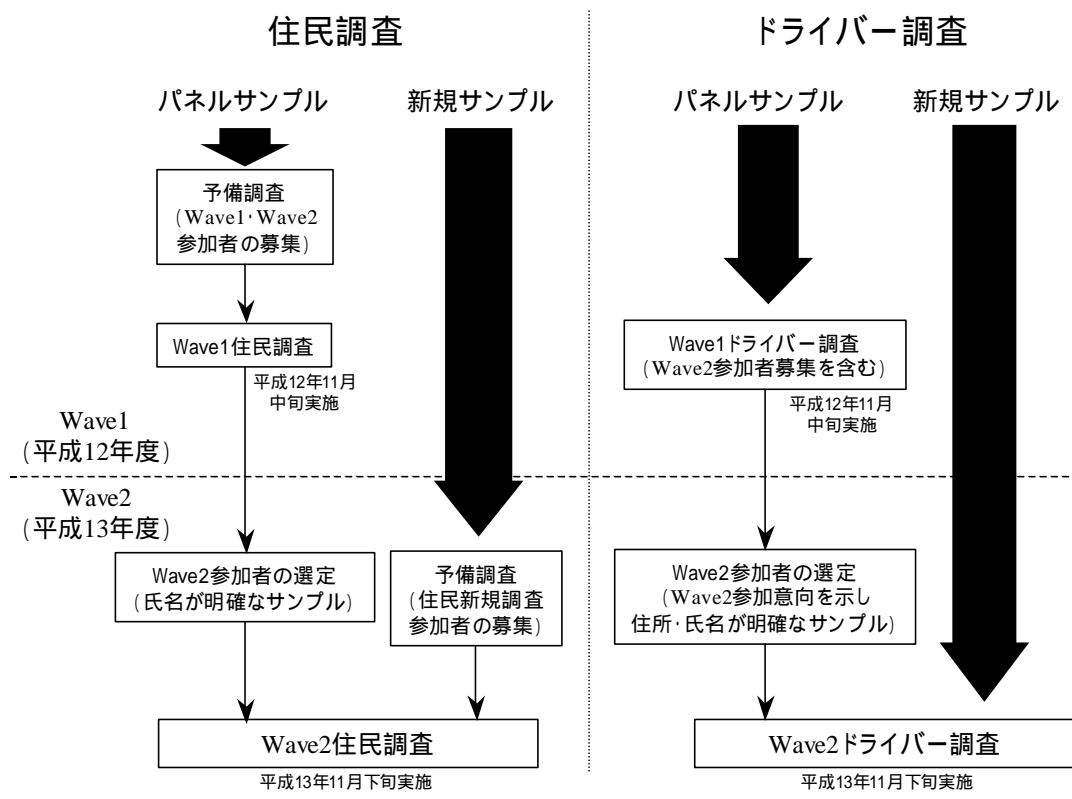 住民調査
パネルサンプル
新規サンプル
予備調査
(Wave1･Wave2
参加者の募集)
Wave1住民調査
平成12年11月
中旬実施
Wave1
(平成12年度)
Wave2
(平成13年度)
Wave2参加者の選定
(氏名が明確なサンプル)
予備調査
(住民新規調査
参加者の募集)
Wave2住民調査
平成13年11月下旬実施
ドライバー調査
パネルサンプル
新規サンプル
Wave1ドライバー調査
(Wave2参加者募集を含む)
平成12年11月
中旬実施
Wave2参加者の選定
(Wave2参加意向を示し
住所･氏名が明確なサンプル)
Wave2ドライバー調査
平成13年11月下旬実施